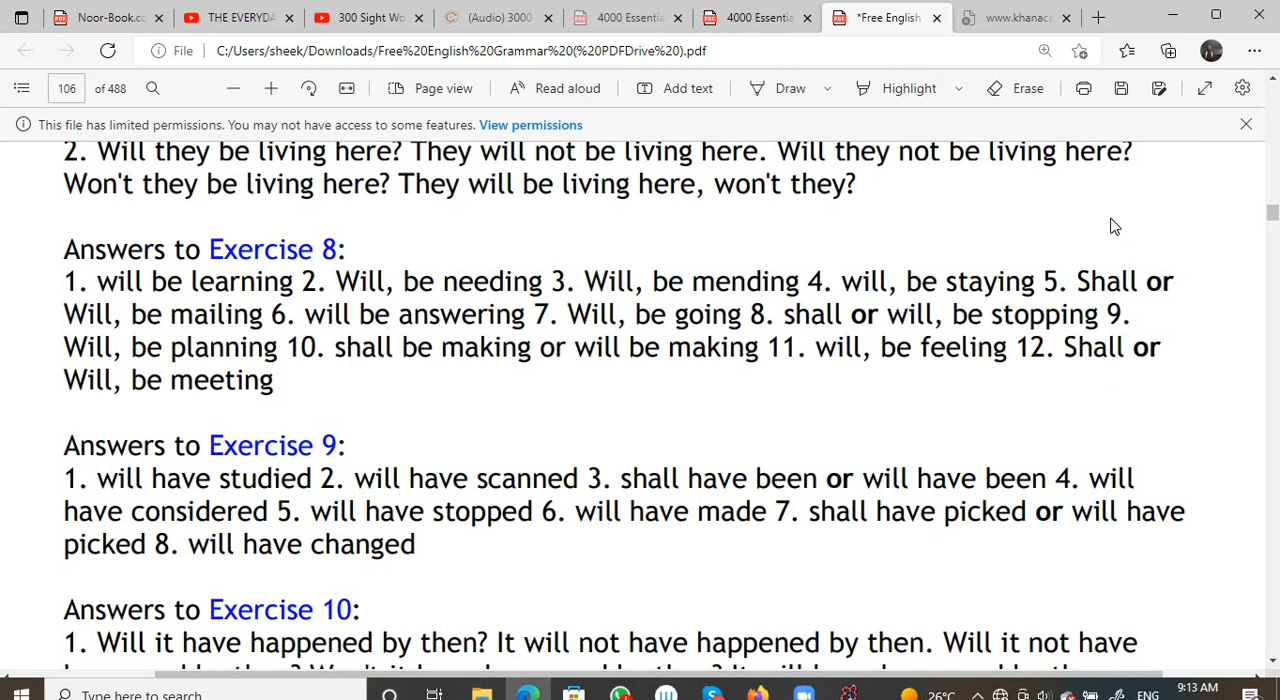 Noor-Book.cc
THE EVERYDA
300 Sight Wo
(Audio) 3000
4000 Essentia
4000 Essentia
*Free English
www.khanaca
File C:/Users/sheek/Downloads/Free%20English%20Grammar%20(%20PDFDrive%20).pdf
106 of 488 Page view Read aloud Add text Draw Highlight Erase
This file has limited permissions. You may not have access to some features. View permissions
2. Will they be living here? They will not be living here. Will they not be living here?
Won't they be living here? They will be living here, won't they?
Answers to Exercise 8:
1. will be learning 2. Will, be needing 3. Will, be mending 4. will, be staying 5. Shall or
Will, be mailing 6. will be answering 7. Will, be going 8. shall or will, be stopping 9.
Will, be planning 10. shall be making or will be making 11. will, be feeling 12. Shall or
Will, be meeting
Answers to Exercise 9:
1. will have studied 2. will have scanned 3. shall have been or will have been 4. will
have considered 5. will have stopped 6. will have made 7. shall have picked or will have
picked 8. will have changed
Answers to Exercise 10:
1. Will it have happened by then? It will not have happened by then. Will it not have
9:13 AM
Type here to search
26°C
ENG